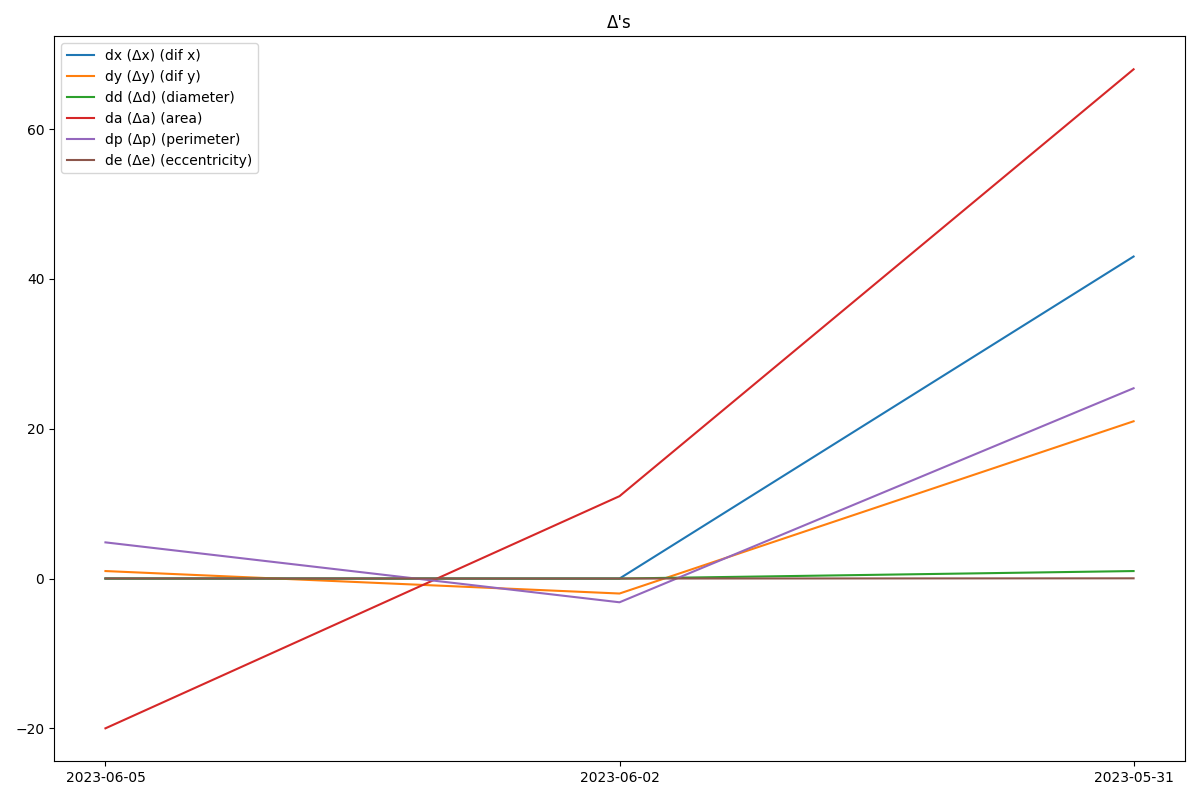 Δ's
dx (Δx) (dif x)
dy (Δy) (dif y)
dd (Δd) (diameter)
da (Δa) (area)
dp (Δp) (perimeter)
de (Δe) (eccentricity)
60
40
20
0
−20
2023-06-05 2023-06-02 2023-05-31